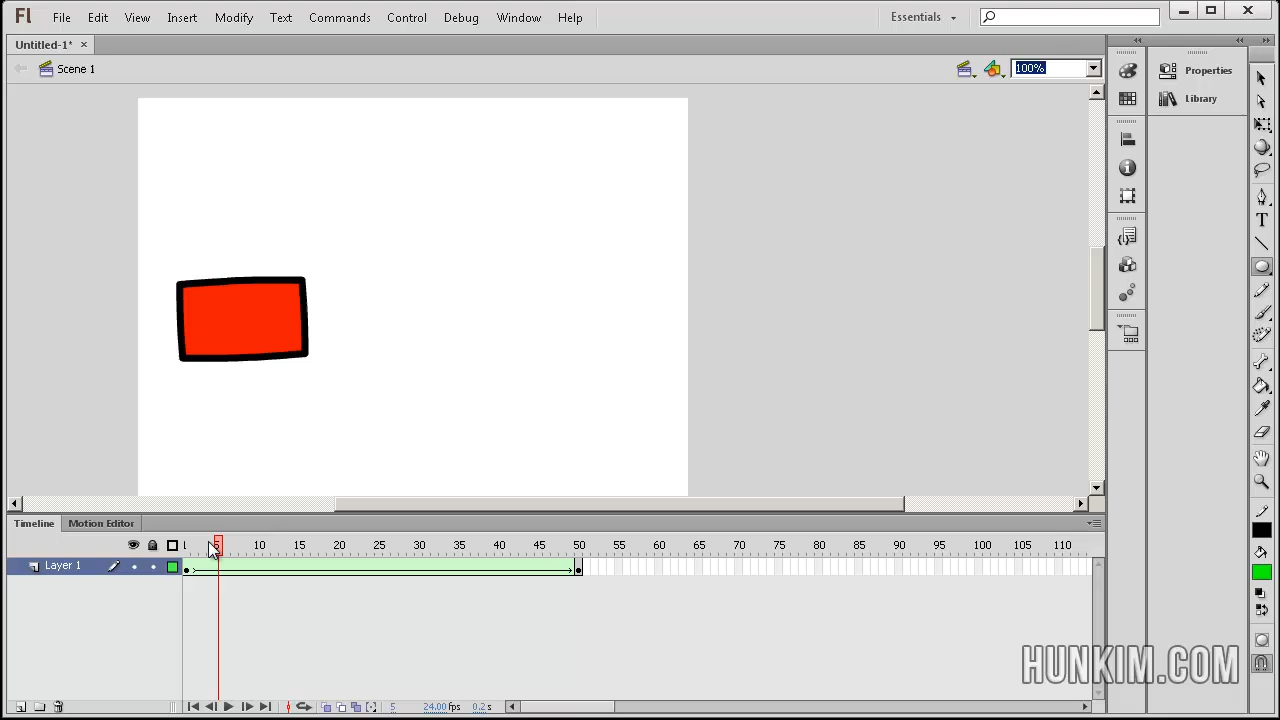 Fl File Edit View Insert Modify Text Commands Control Debug Window Help Essentials
Untitled-1* ×
Scene 1 100%
Properties
Library
T
Timeline Motion Editor
5 10 15 20 25 30 35 40 45 50 55 60 65 70 75 80 85 90 95 100 105 110
Layer 1
HUNKIM.COM
5 24.00 fps 0.2 s